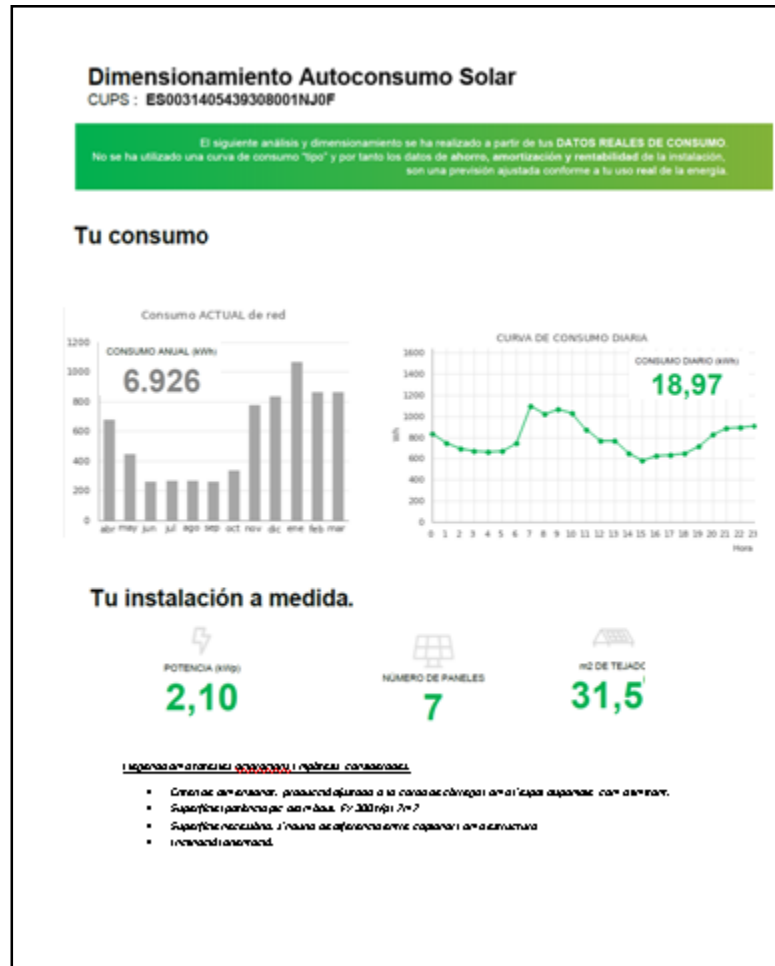 Dimensionamiento Autoconsumo Solar
CUPS : ES0031405439308001NJ0F
El siguiente análisis y dimensionamiento se ha realizado a partir de tus DATOS REALES DE CONSUMO.
No se ha utilizado una curva de consumo "tipo" y por tanto los datos de ahorro, amortización y rentabilidad de la instalación,
son una previsión ajustada conforme a tu uso real de la energía.
Tu consumo
Consumo ACTUAL de red
1200
1000
800
600
400
200
0
CONSUMO ANUAL (kWh)
6.926
abr may jun jul ago sep oct nov dic ene feb mar
CURVA DE CONSUMO DIARIA
1600
1400
1200
1000
800
600
400
200
0
Wh
CONSUMO DIARIO (kWh)
18,97
0 1 2 3 4 5 6 7 8 9 10 11 12 13 14 15 16 17 18 19 20 21 22 23
Hora
Tu instalación a medida.
POTENCIA (kWp)
2,10
NÚMERO DE PANELES
7
m2 DE TEJADO
31,5